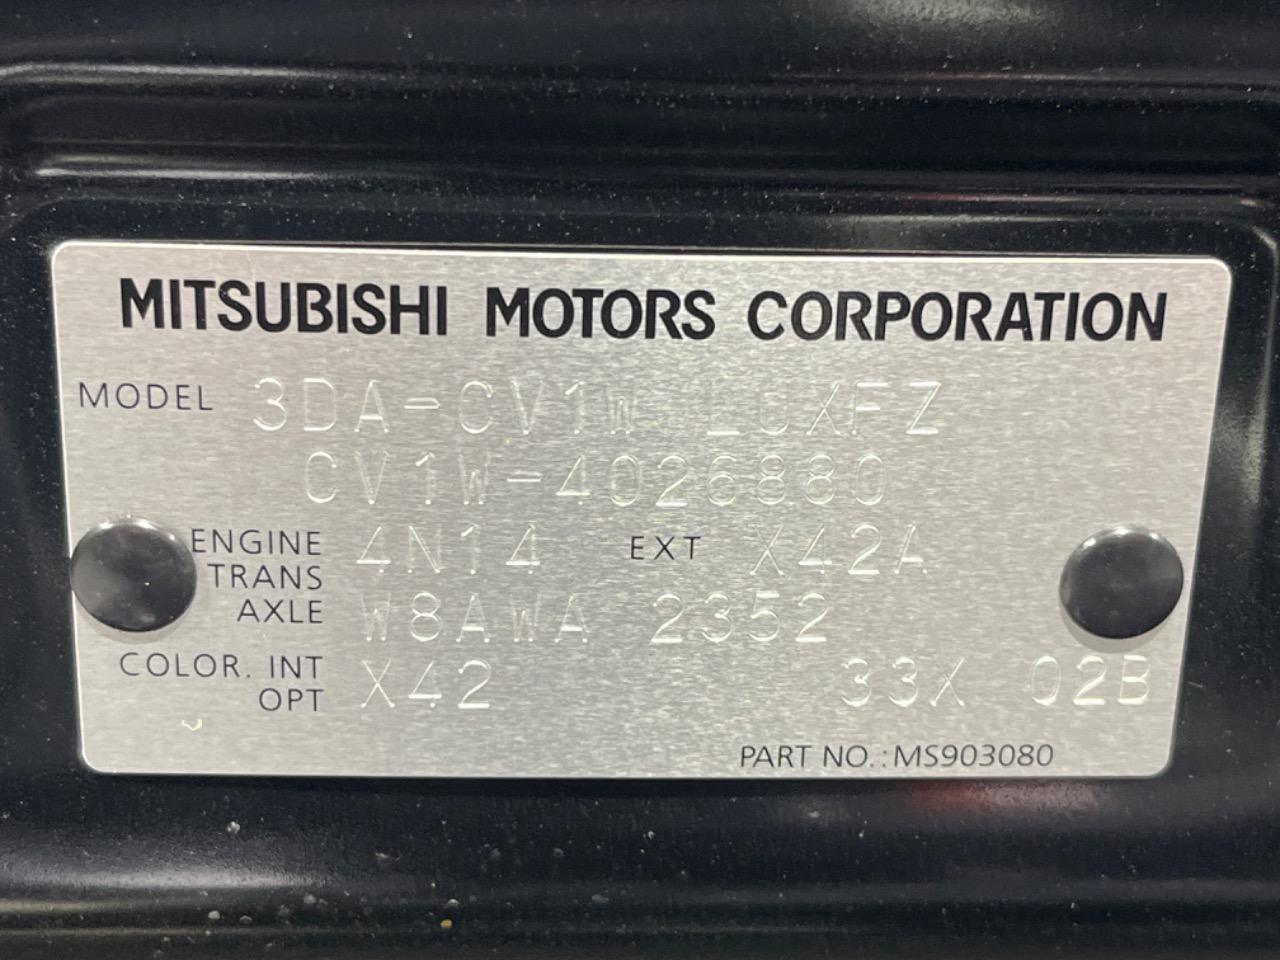 MITSUBISHI MOTORS CORPORATION
MODEL 3DA-CV1W LCXFZ
CV1W-4026880
ENGINE 4N14 EXT X42A
TRANS
AXLE W8AWA 2352
COLOR. INT X42 33X 02B
OPT
PART NO.: MS903080